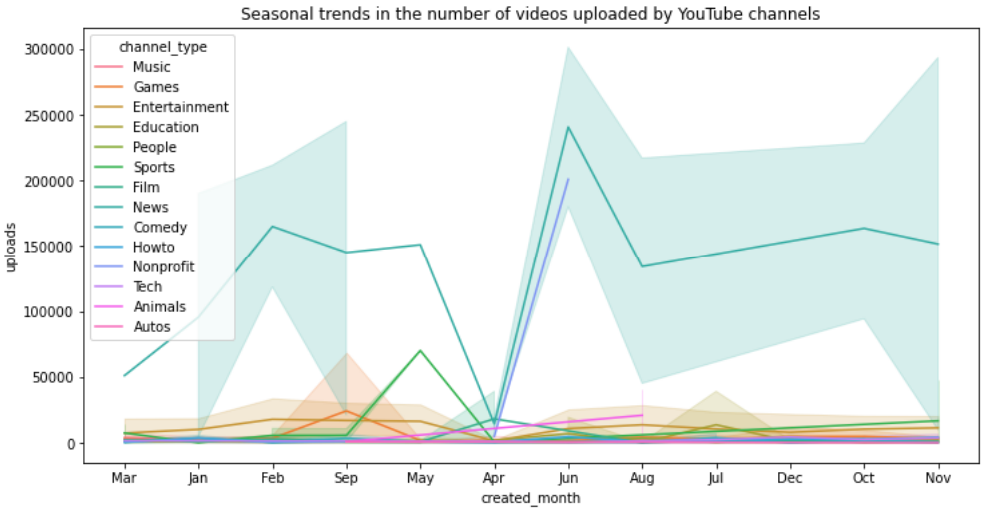 Seasonal trends in the number of videos uploaded by YouTube channels
channel_type
Music
Games
Entertainment
Education
People
Sports
Film
News
Comedy
Howto
Nonprofit
Tech
Animals
Autos
uploads
300000
250000
200000
150000
100000
50000
0
Mar Jan Feb Sep May Apr Jun Aug Jul Dec Oct Nov
created_month